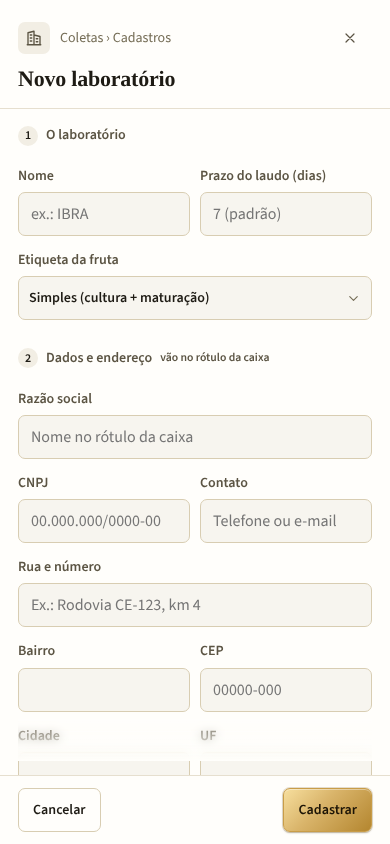 Coletas › Cadastros
Novo laboratório
1 O laboratório
Nome Prazo do laudo (dias)
ex.: IBRA 7 (padrão)
Etiqueta da fruta
Simples (cultura + maturação)
2 Dados e endereço vão no rótulo da caixa
Razão social
Nome no rótulo da caixa
CNPJ Contato
00.000.000/0000-00 Telefone ou e-mail
Rua e número
Ex.: Rodovia CE-123, km 4
Bairro CEP
00000-000
Cidade UF
Cancelar Cadastrar